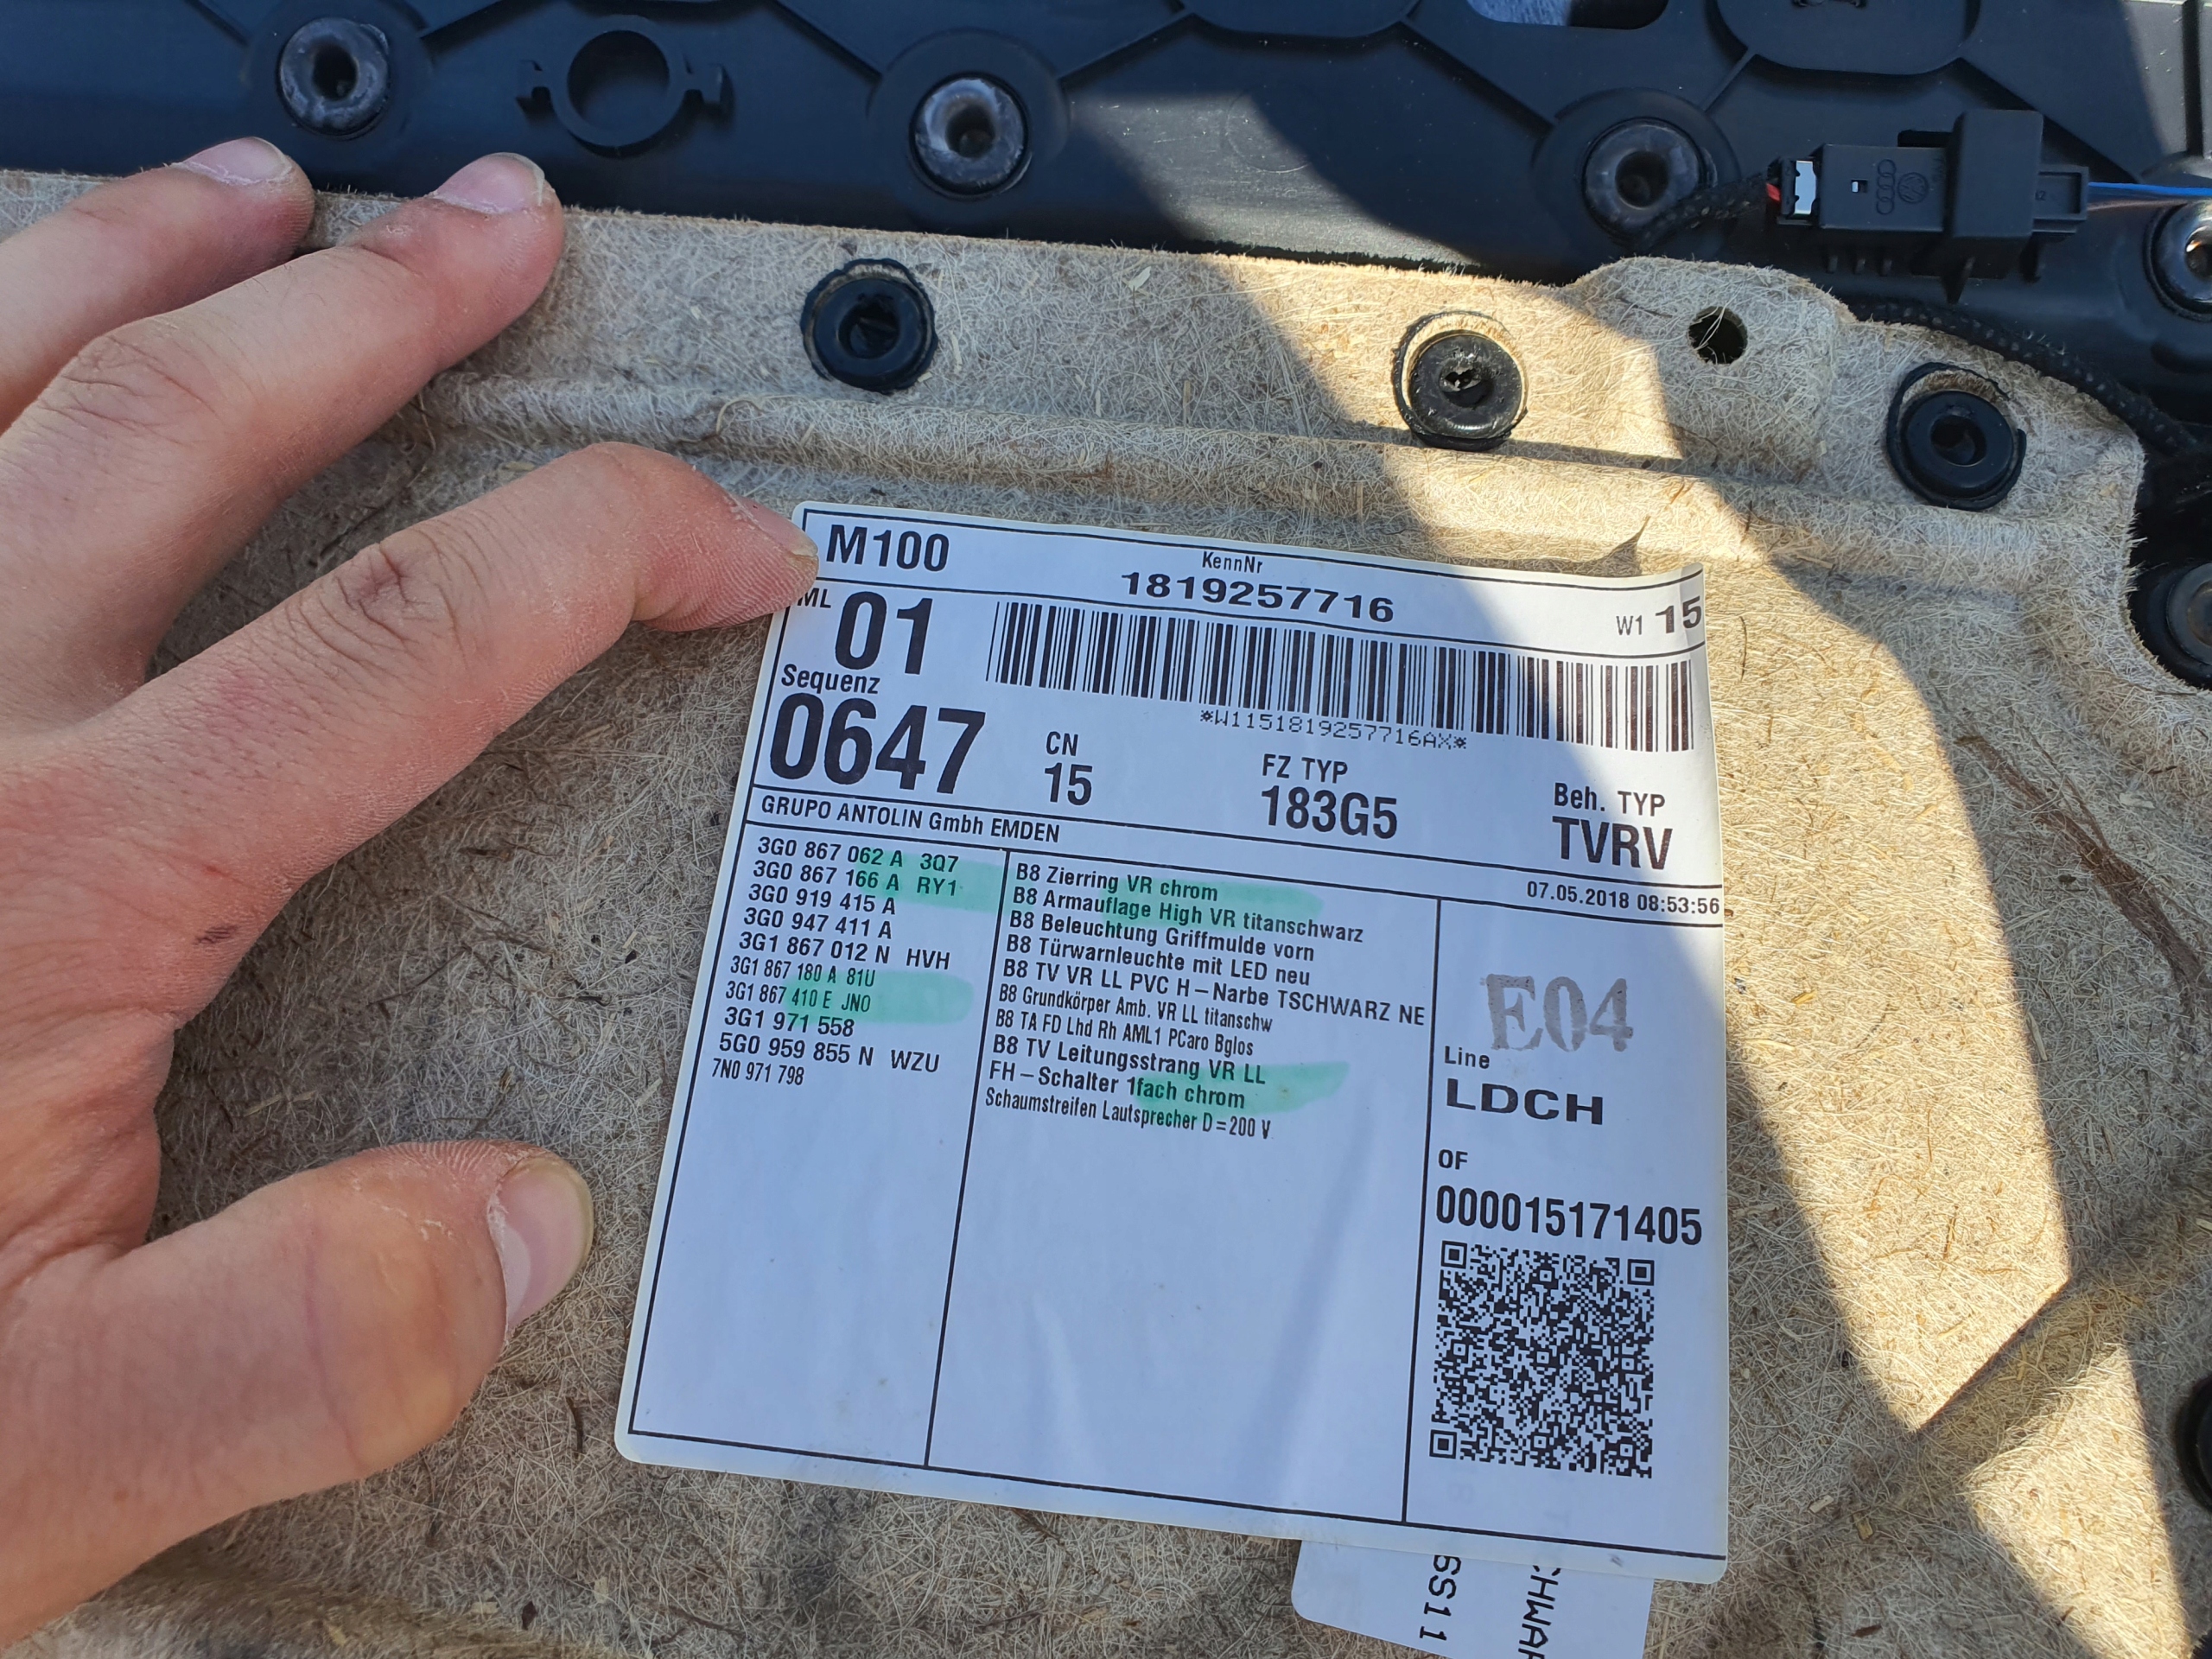 M100
KennNr
1819257716
W1 15
ML
01
*W1151819257716AX*
Sequenz
0647
CN
15
FZ TYP
183G5
Beh. TYP
TVRV
GRUPO ANTOLIN Gmbh EMDEN
07.05.2018 08:53:56
3G0 867 062 A 3Q7
3G0 867 166 A RY1
3G0 919 415 A
3G0 947 411 A
3G1 867 012 N HVH
3G1 867 180 A 81U
3G1 867 410 E JNO
3G1 971 558
5G0 959 855 N WZU
7N0 971 798
B8 Zierring VR chrom
B8 Armauflage High VR titanschwarz
B8 Beleuchtung Griffmulde vorn
B8 Türwarnleuchte mit LED neu
B8 TV VR LL PVC H-Narbe TSCHWARZ NE
B8 Grundkörper Amb. VR LL titanschw
B8 TA FD Lhd Rh AML1 PCaro Bglos
B8 TV Leitungsstrang VR LL
FH-Schalter 1fach chrom
Schaumstreifen Lautsprecher D=200 V
E04
Line
LDCH
OF
000015171405
6SS11